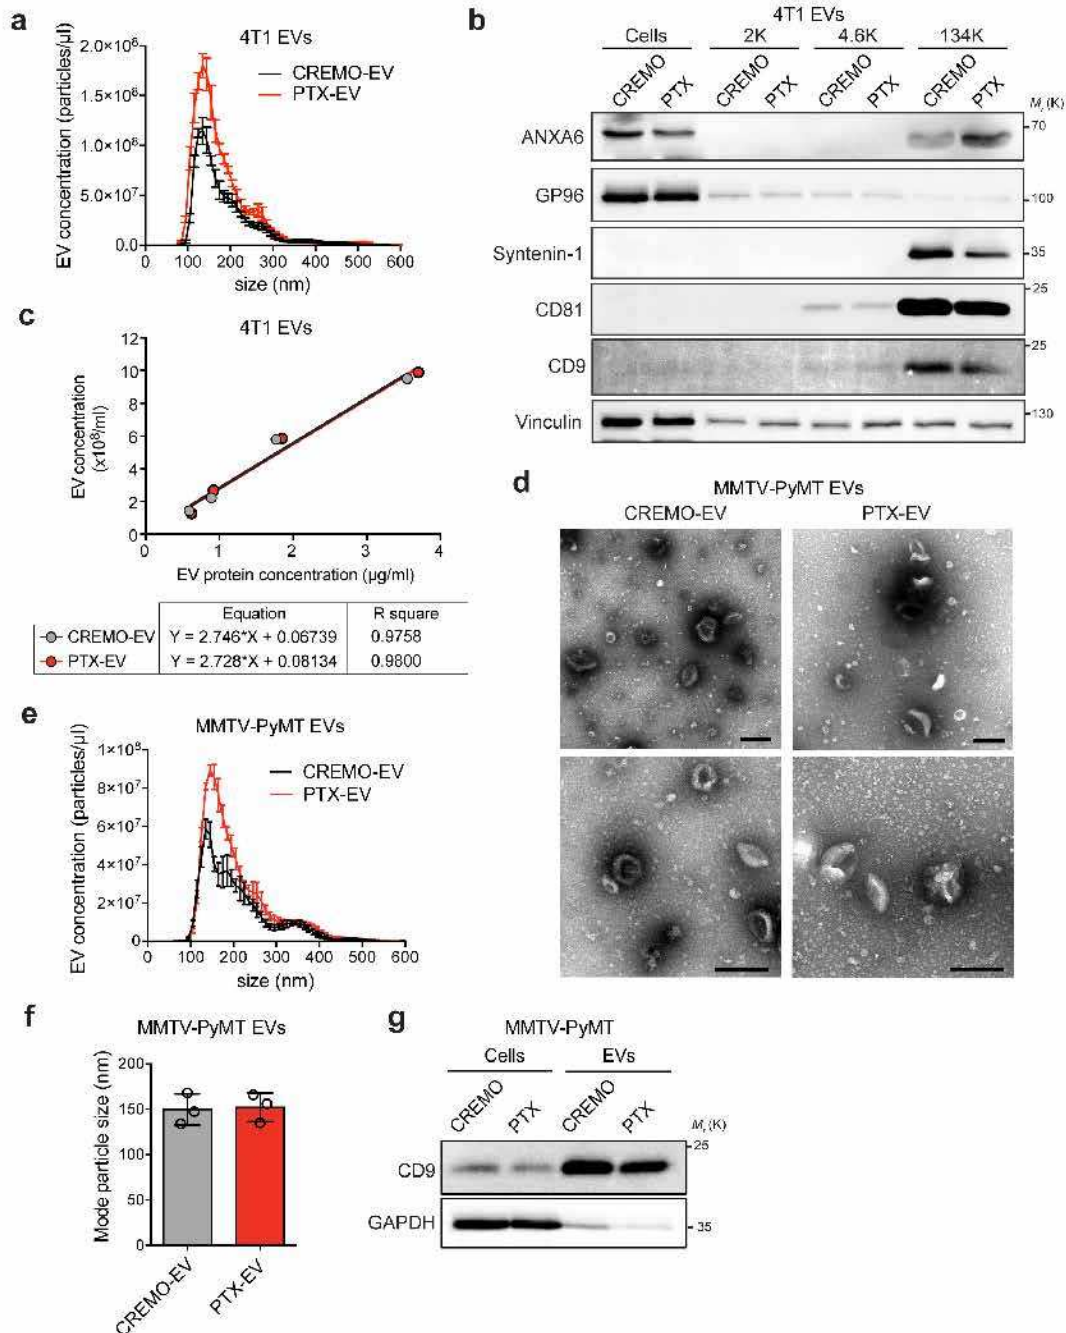 a
4T1 EVs
EV concentration (particles/µl)
2.0×10⁸
1.5×10⁸
1.0×10⁸
5.0×10⁷
0.0
CREMO-EV
PTX-EV
0 100 200 300 400 500 600
size (nm)
b
4T1 EVs
Cells 2K 4.6K 134K
CREMO PTX CREMO PTX CREMO PTX CREMO PTX
Mr (K)
ANXA6 70
GP96 100
Syntenin-1 35
CD81 25
CD9 25
Vinculin 130
c
4T1 EVs
EV concentration
(x10⁸/ml)
12
10
8
6
4
2
0
0 1 2 3 4
EV protein concentration (µg/ml)
Equation R square
CREMO-EV Y = 2.746*X + 0.06739 0.9758
PTX-EV Y = 2.728*X + 0.08134 0.9800
d
MMTV-PyMT EVs
CREMO-EV PTX-EV
e
MMTV-PyMT EVs
EV concentration (particles/µl)
1×10⁸
8×10⁷
6×10⁷
4×10⁷
2×10⁷
0
CREMO-EV
PTX-EV
0 100 200 300 400 500 600
size (nm)
f
MMTV-PyMT EVs
Mode particle size (nm)
200
150
100
50
0
CREMO-EV PTX-EV
g
MMTV-PyMT
Cells EVs
CREMO PTX CREMO PTX
Mr (K)
25
CD9
GAPDH 35